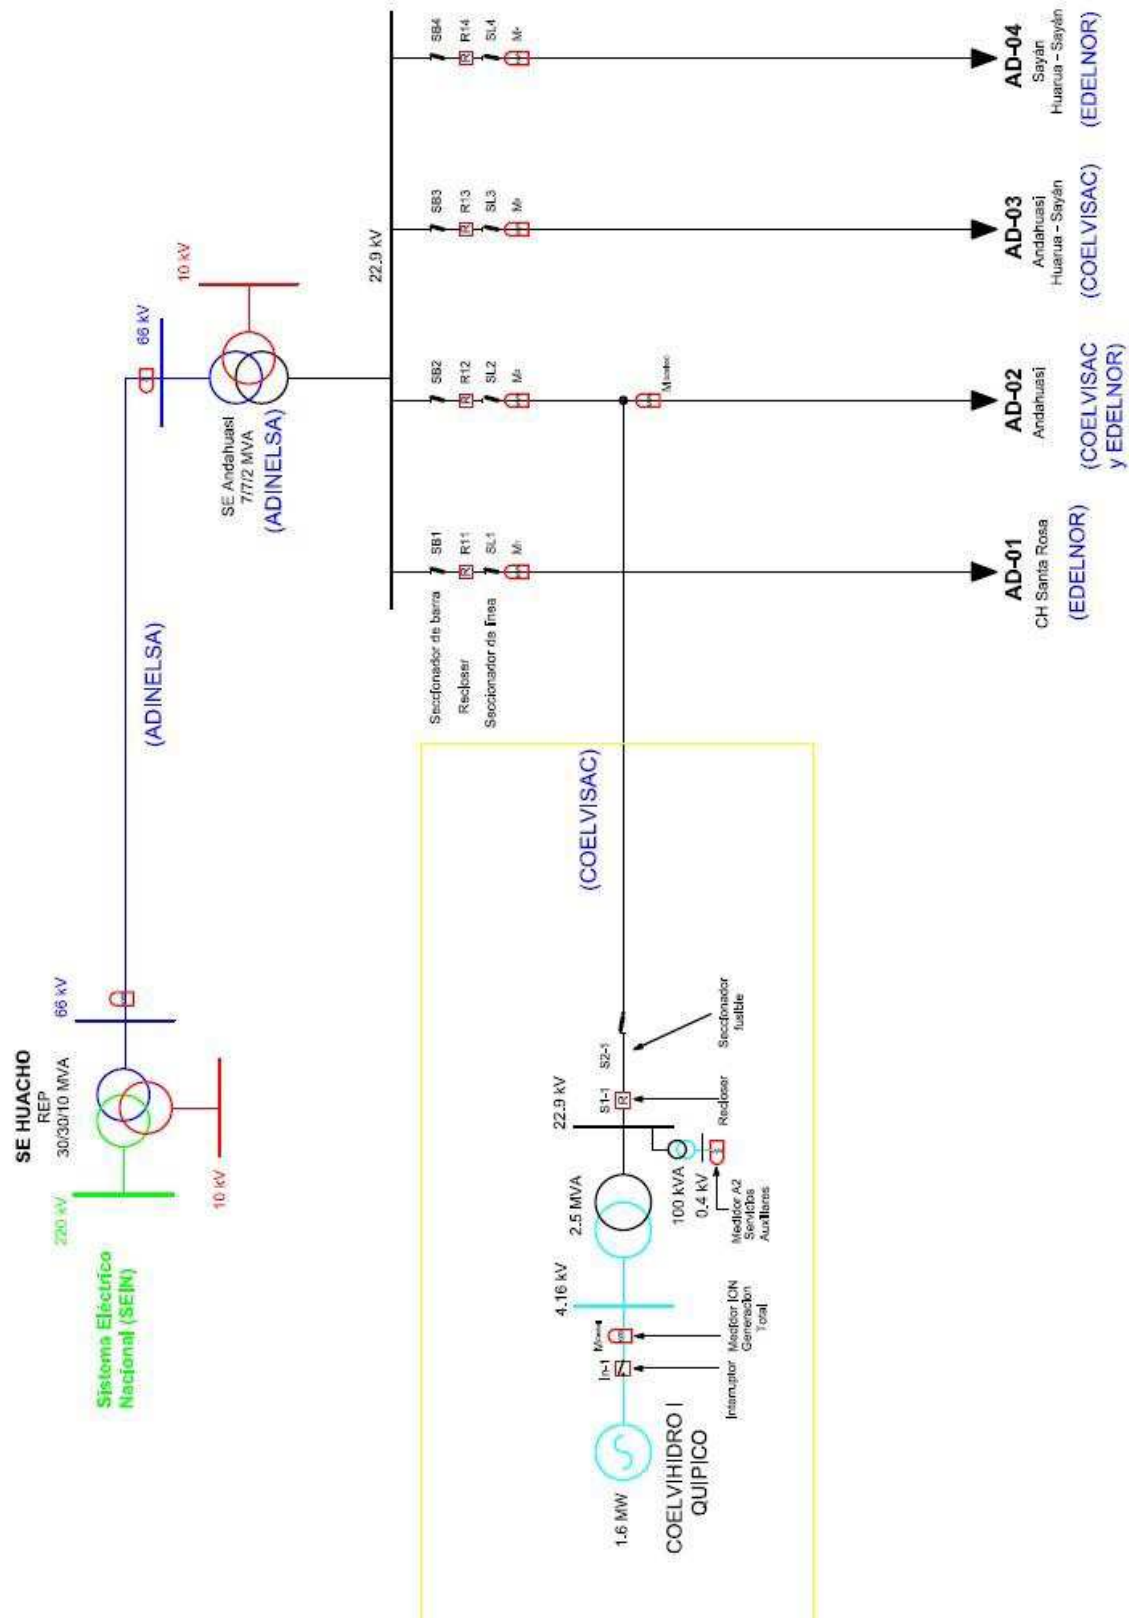 SE HUACHO
REP
30/30/10 MVA
220 kV
66 kV
10 kV
Sistema Eléctrico
Nacional (SEIN)
(ADINELSA)
66 kV
10 kV
SE Andahuasi
7/7/2 MVA
(ADINELSA)
22.9 kV
Seccionador de barra
SB1
SB2
SB3
SB4
Recloser
R11
R12
R13
R14
R
R
R
R
Seccionador de línea
SL1
SL2
SL3
SL4
AD-01
CH Santa Rosa
(EDELNOR)
AD-02
Andahuasi
(COELVISAC
y EDELNOR)
AD-03
Andahuasi
Huarua - Sayán
(COELVISAC)
AD-04
Sayán
Huarua - Sayán
(EDELNOR)
(COELVISAC)
1.6 MW
COELVIHIDRO I
QUIPICO
In-1
Interruptor
4.16 kV
Medidor ION
Generacion
Total
2.5 MVA
22.9 kV
100 kVA
0.4 kV
Medidor A2
Servicios
Auxiliares
S1-1
R
Recloser
S2-1
Seccionador
fusible